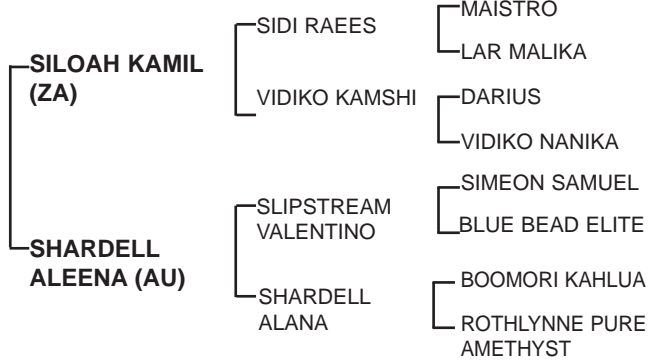 SILOAH KAMIL
(ZA)
SHARDELL
ALEENA (AU)
SIDI RAEES
VIDIKO KAMSHI
SLIPSTREAM
VALENTINO
SHARDELL
ALANA
MAISTRO
LAR MALIKA
DARIUS
VIDIKO NANIKA
SIMEON SAMUEL
BLUE BEAD ELITE
BOOMORI KAHLUA
ROTHLYNNE PURE
AMETHYST